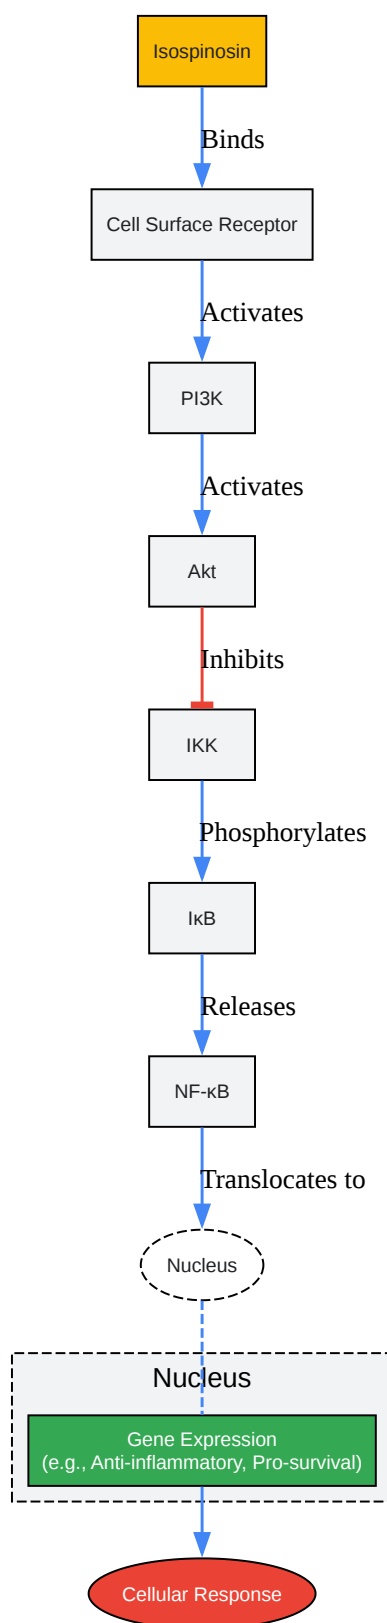 Isospinosin
Binds
Cell Surface Receptor
Activates
PI3K
Activates
Akt
Inhibits
IKK
Phosphorylates
IκB
Releases
NF-κB
Translocates to
Nucleus
Nucleus
Gene Expression
(e.g., Anti-inflammatory, Pro-survival)
Cellular Response